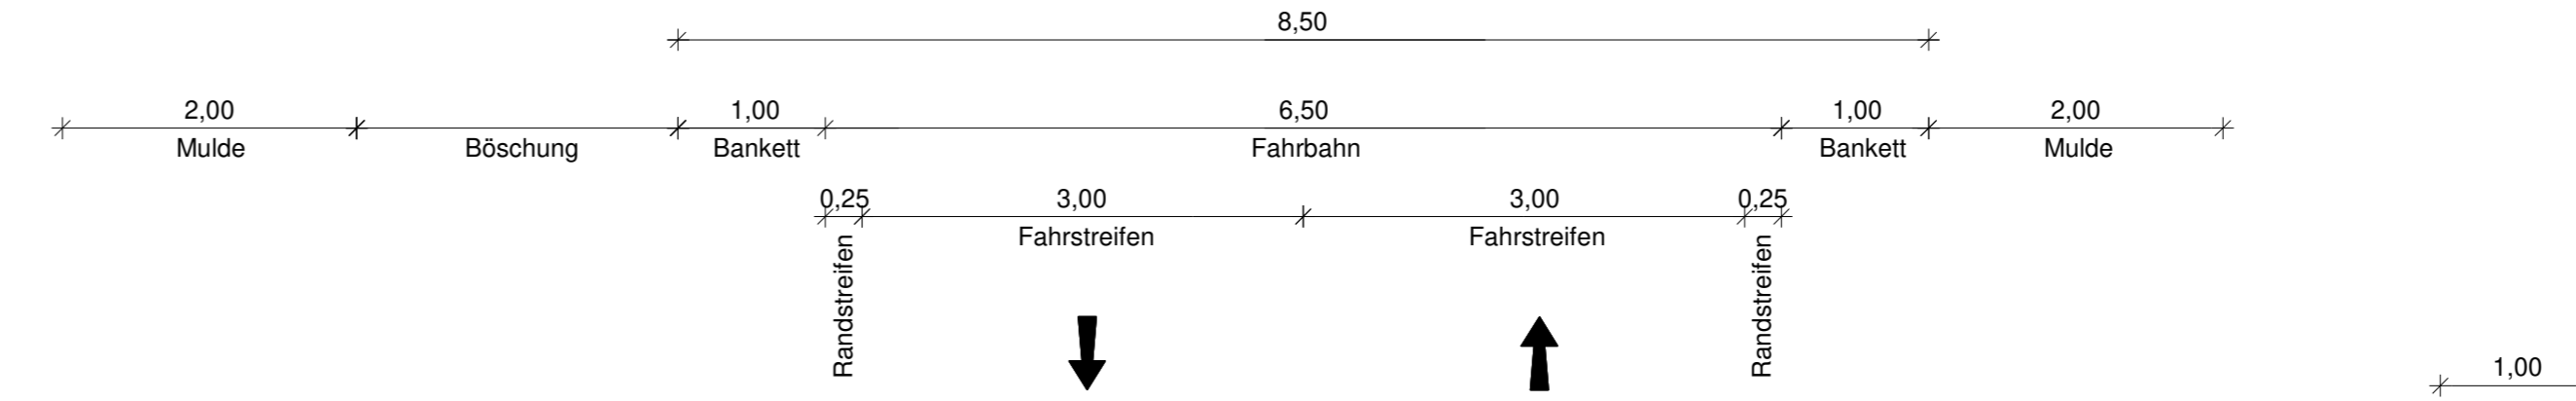 8,50
2,00 1,00 6,50 1,00 2,00
Mulde Böschung Bankett Fahrbahn Bankett Mulde
0,25 3,00 3,00 0,25
Fahrstreifen Fahrstreifen
Randstreifen Randstreifen
1,00